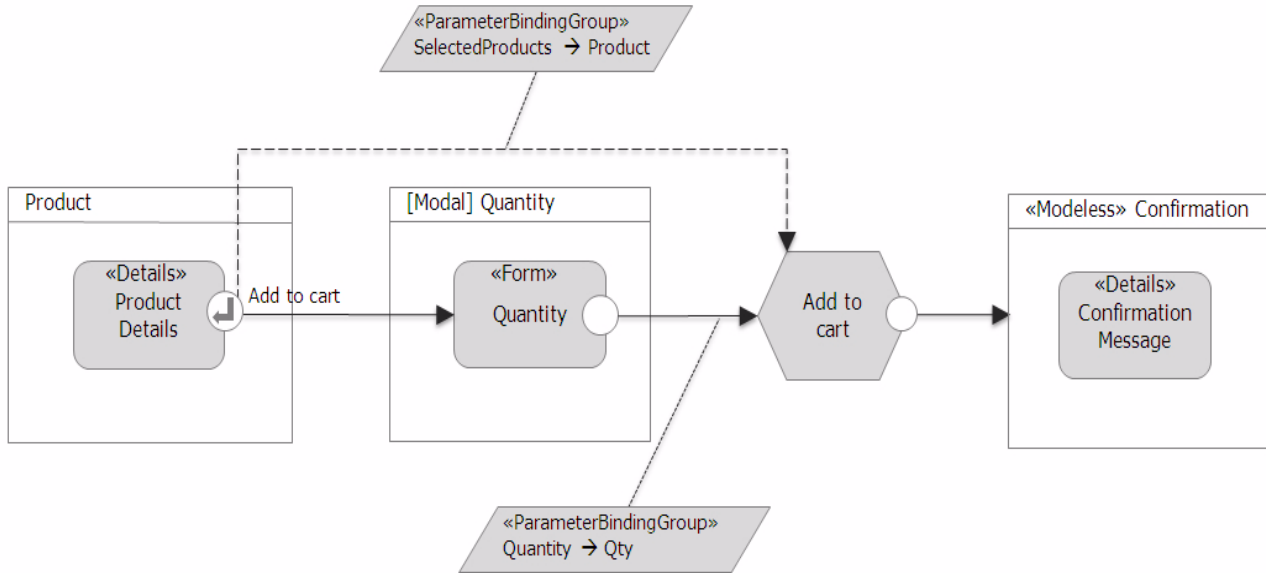 «ParameterBindingGroup»
SelectedProducts → Product
Product
[Modal] Quantity
«Modeless» Confirmation
«Details»
Product
Details
Add to cart
«Form»
Quantity
Add to
cart
«Details»
Confirmation
Message
«ParameterBindingGroup»
Quantity → Qty